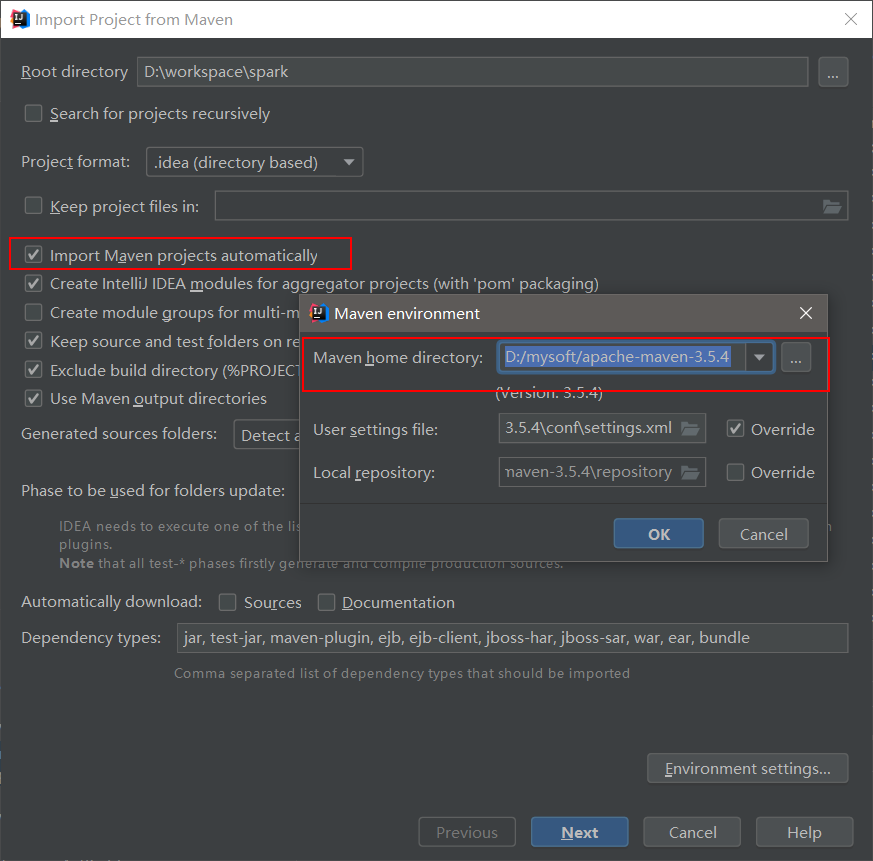 Import Project from Maven
Root directory D:\workspace\spark ...
Search for projects recursively
Project format: .idea (directory based)
Keep project files in:
Import Maven projects automatically
Create IntelliJ IDEA modules for aggregator projects (with 'pom' packaging)
Create module groups for multi-m
Keep source and test folders on re
Exclude build directory (%PROJECT
Use Maven output directories
Generated sources folders: Detect a
Phase to be used for folders update:
IDEA needs to execute one of the lis
plugins.
Note that all test-* phases firstly generate and compile production sources.
Maven environment
Maven home directory: D:/mysoft/apache-maven-3.5.4 ...
(Version: 3.5.4)
User settings file: 3.5.4\conf\settings.xml Override
Local repository: maven-3.5.4\repository Override
OK Cancel
Automatically download: Sources Documentation
Dependency types: jar, test-jar, maven-plugin, ejb, ejb-client, jboss-har, jboss-sar, war, ear, bundle
Comma separated list of dependency types that should be imported
Environment settings...
Previous Next Cancel Help